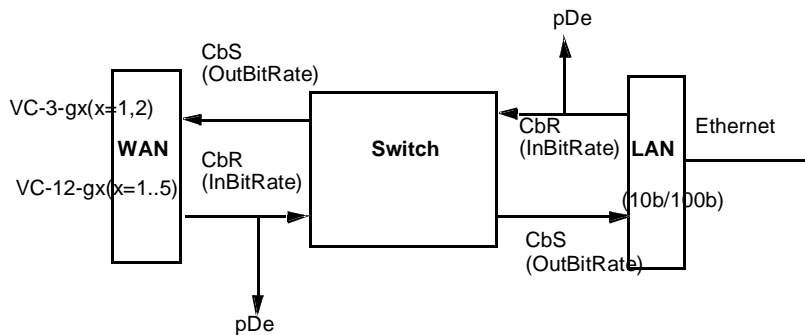 pDe
CbS
(OutBitRate)
VC-3-gx(x=1,2)
WAN
Switch
CbR
(InBitRate)
LAN
Ethernet
CbR
(InBitRate)
VC-12-gx(x=1..5)
(10b/100b)
CbS
(OutBitRate)
pDe